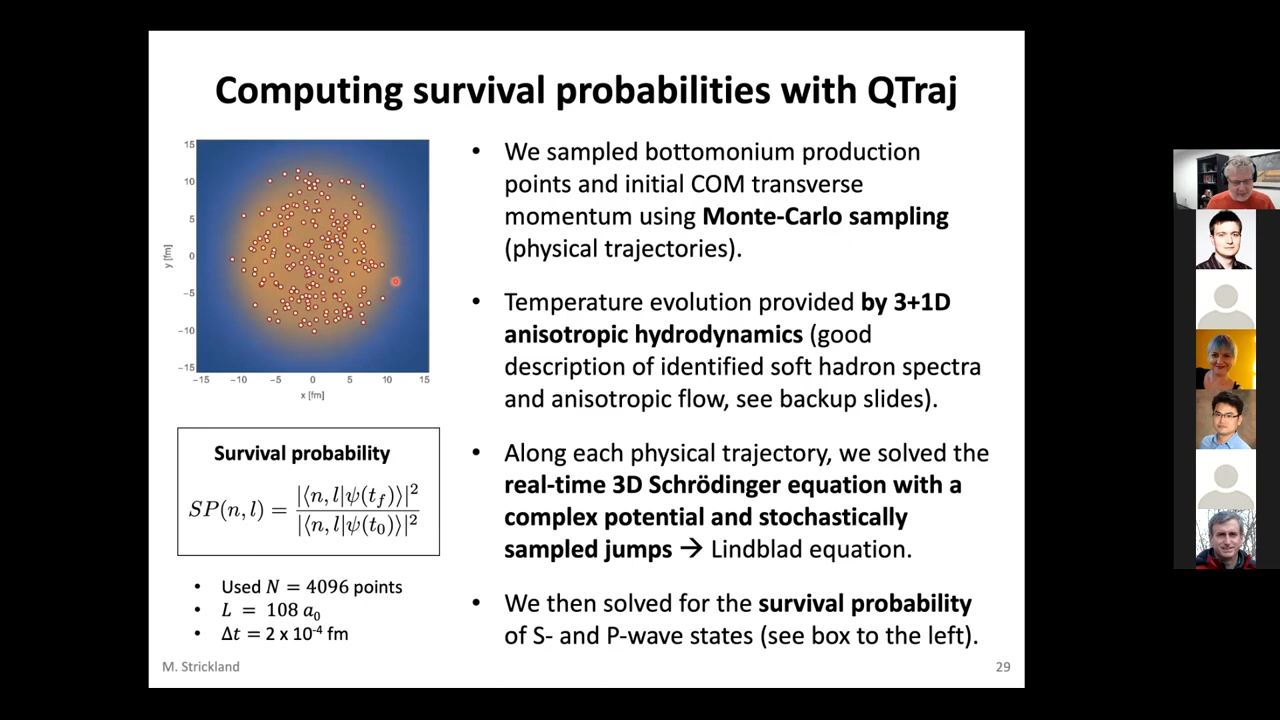 Computing survival probabilities with QTraj
15
10
5
0
−5
−10
−15
y [fm]
−15 −10 −5 0 5 10 15
x [fm]
Survival probability
SP(n, l) = |⟨n, l|ψ(t_f)⟩|² / |⟨n, l|ψ(t_0)⟩|²
• Used N = 4096 points
• L = 108 a₀
• Δt = 2 x 10⁻⁴ fm
• We sampled bottomonium production
points and initial COM transverse
momentum using Monte-Carlo sampling
(physical trajectories).
• Temperature evolution provided by 3+1D
anisotropic hydrodynamics (good
description of identified soft hadron spectra
and anisotropic flow, see backup slides).
• Along each physical trajectory, we solved the
real-time 3D Schrödinger equation with a
complex potential and stochastically
sampled jumps → Lindblad equation.
• We then solved for the survival probability
of S- and P-wave states (see box to the left).
M. Strickland
29